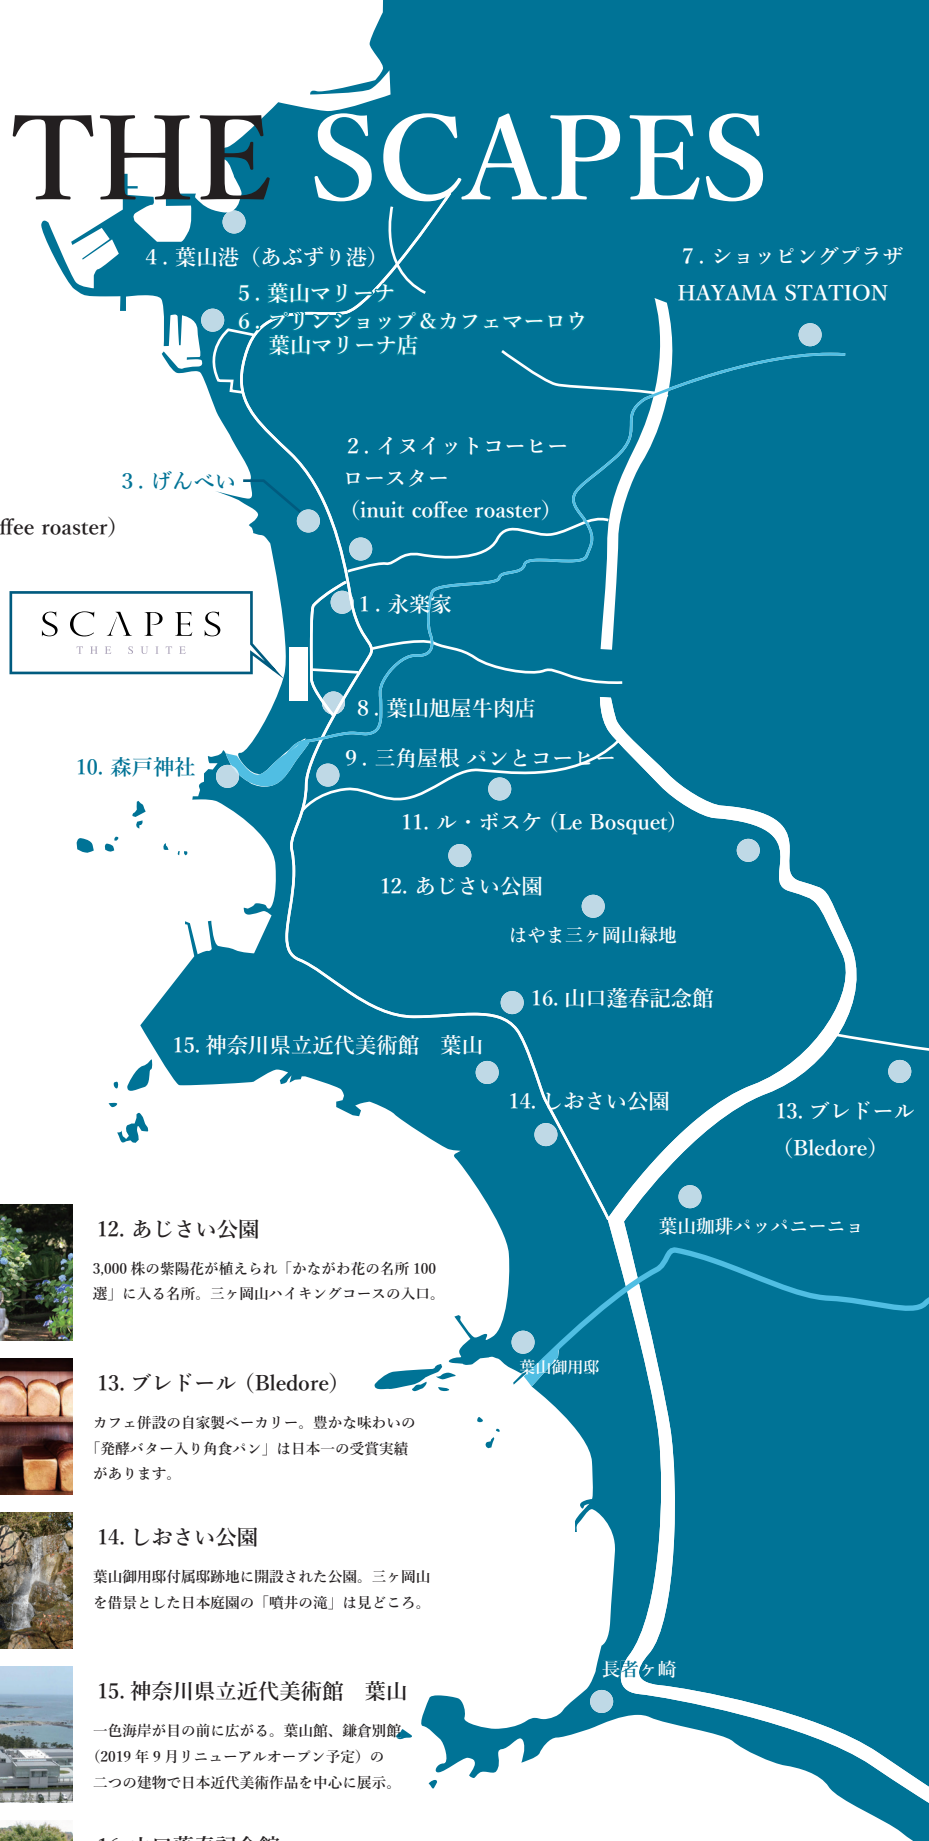 THE SCAPES
4 . 葉山港（あぶずり港）
5 . 葉山マリーナ
6 . プリンショップ＆カフェマーロウ
葉山マリーナ店
7 . ショッピングプラザ
HAYAMA STATION
2 . イヌイットコーヒー
ロースター
（inuit coffee roaster）
3 . げんべい
ffee roaster）
SCAPES
THE SUITE
1 . 永楽家
8 . 葉山旭屋牛肉店
9 . 三角屋根 パンとコーヒー
10. 森戸神社
11. ル・ボスケ（Le Bosquet）
12. あじさい公園
はやま三ヶ岡山緑地
16. 山口蓬春記念館
15. 神奈川県立近代美術館　葉山
14. しおさい公園
13. ブレドール
（Bledore）
葉山珈琲パッパニーニョ
葉山御用邸
長者ヶ崎
12. あじさい公園
3,000 株の紫陽花が植えられ「かながわ花の名所 100
選」に入る名所。三ヶ岡山ハイキングコースの入口。
13. ブレドール（Bledore）
カフェ併設の自家製ベーカリー。豊かな味わいの
「発酵バター入り角食パン」は日本一の受賞実績
があります。
14. しおさい公園
葉山御用邸付属邸跡地に開設された公園。三ヶ岡山
を借景とした日本庭園の「噴井の滝」は見どころ。
15. 神奈川県立近代美術館　葉山
一色海岸が目の前に広がる。葉山館、鎌倉別館
（2019 年 9 月リニューアルオープン予定）の
二つの建物で日本近代美術作品を中心に展示。